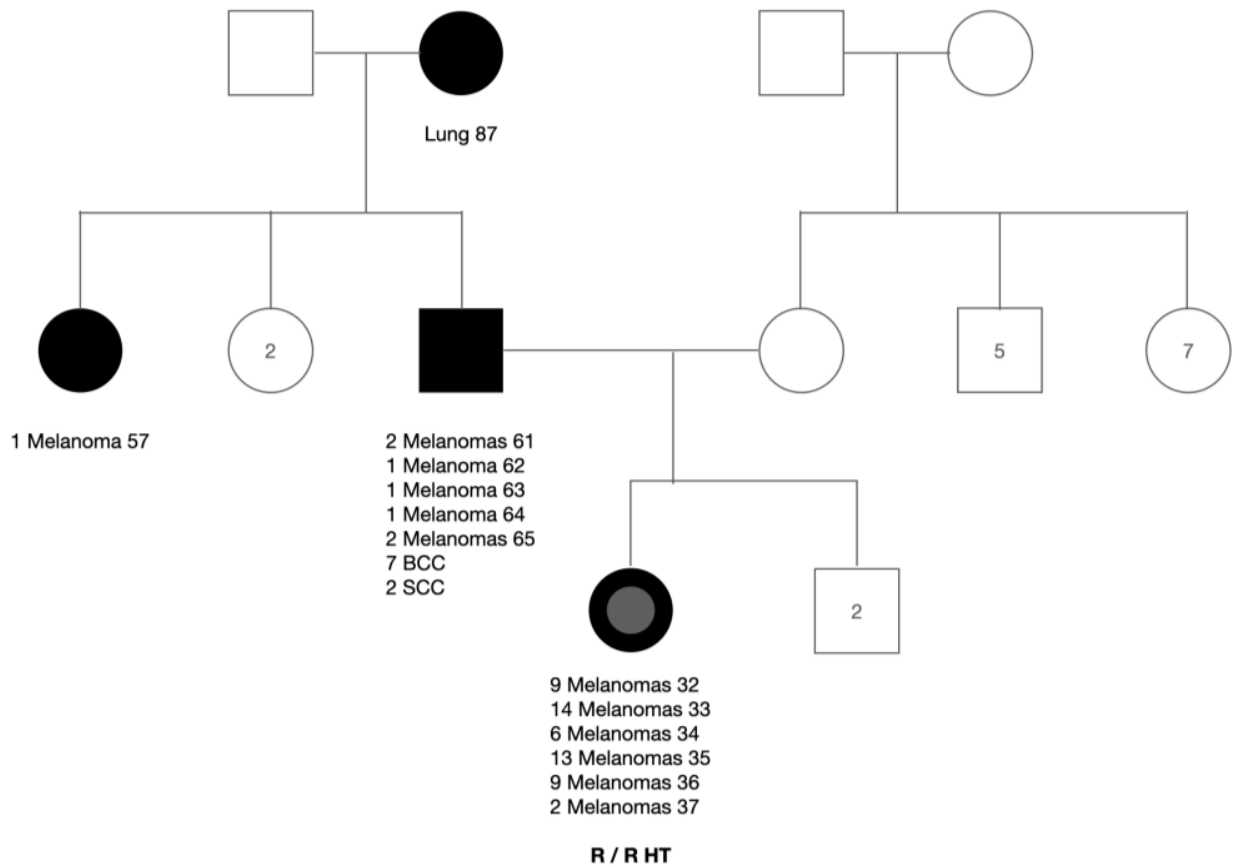 Lung 87
2
5
7
1 Melanoma 57
2 Melanomas 61
1 Melanoma 62
1 Melanoma 63
1 Melanoma 64
2 Melanomas 65
7 BCC
2 SCC
2
9 Melanomas 32
14 Melanomas 33
6 Melanomas 34
13 Melanomas 35
9 Melanomas 36
2 Melanomas 37
R / R HT